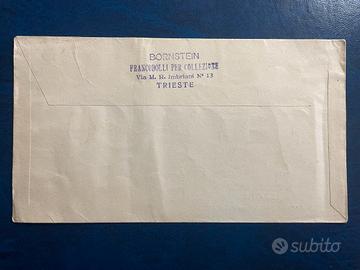 BORNSTEIN
FRANCOBOLLI PER COLLEZIONE
Via M. R. Imbriani N° 13
TRIESTE
subito